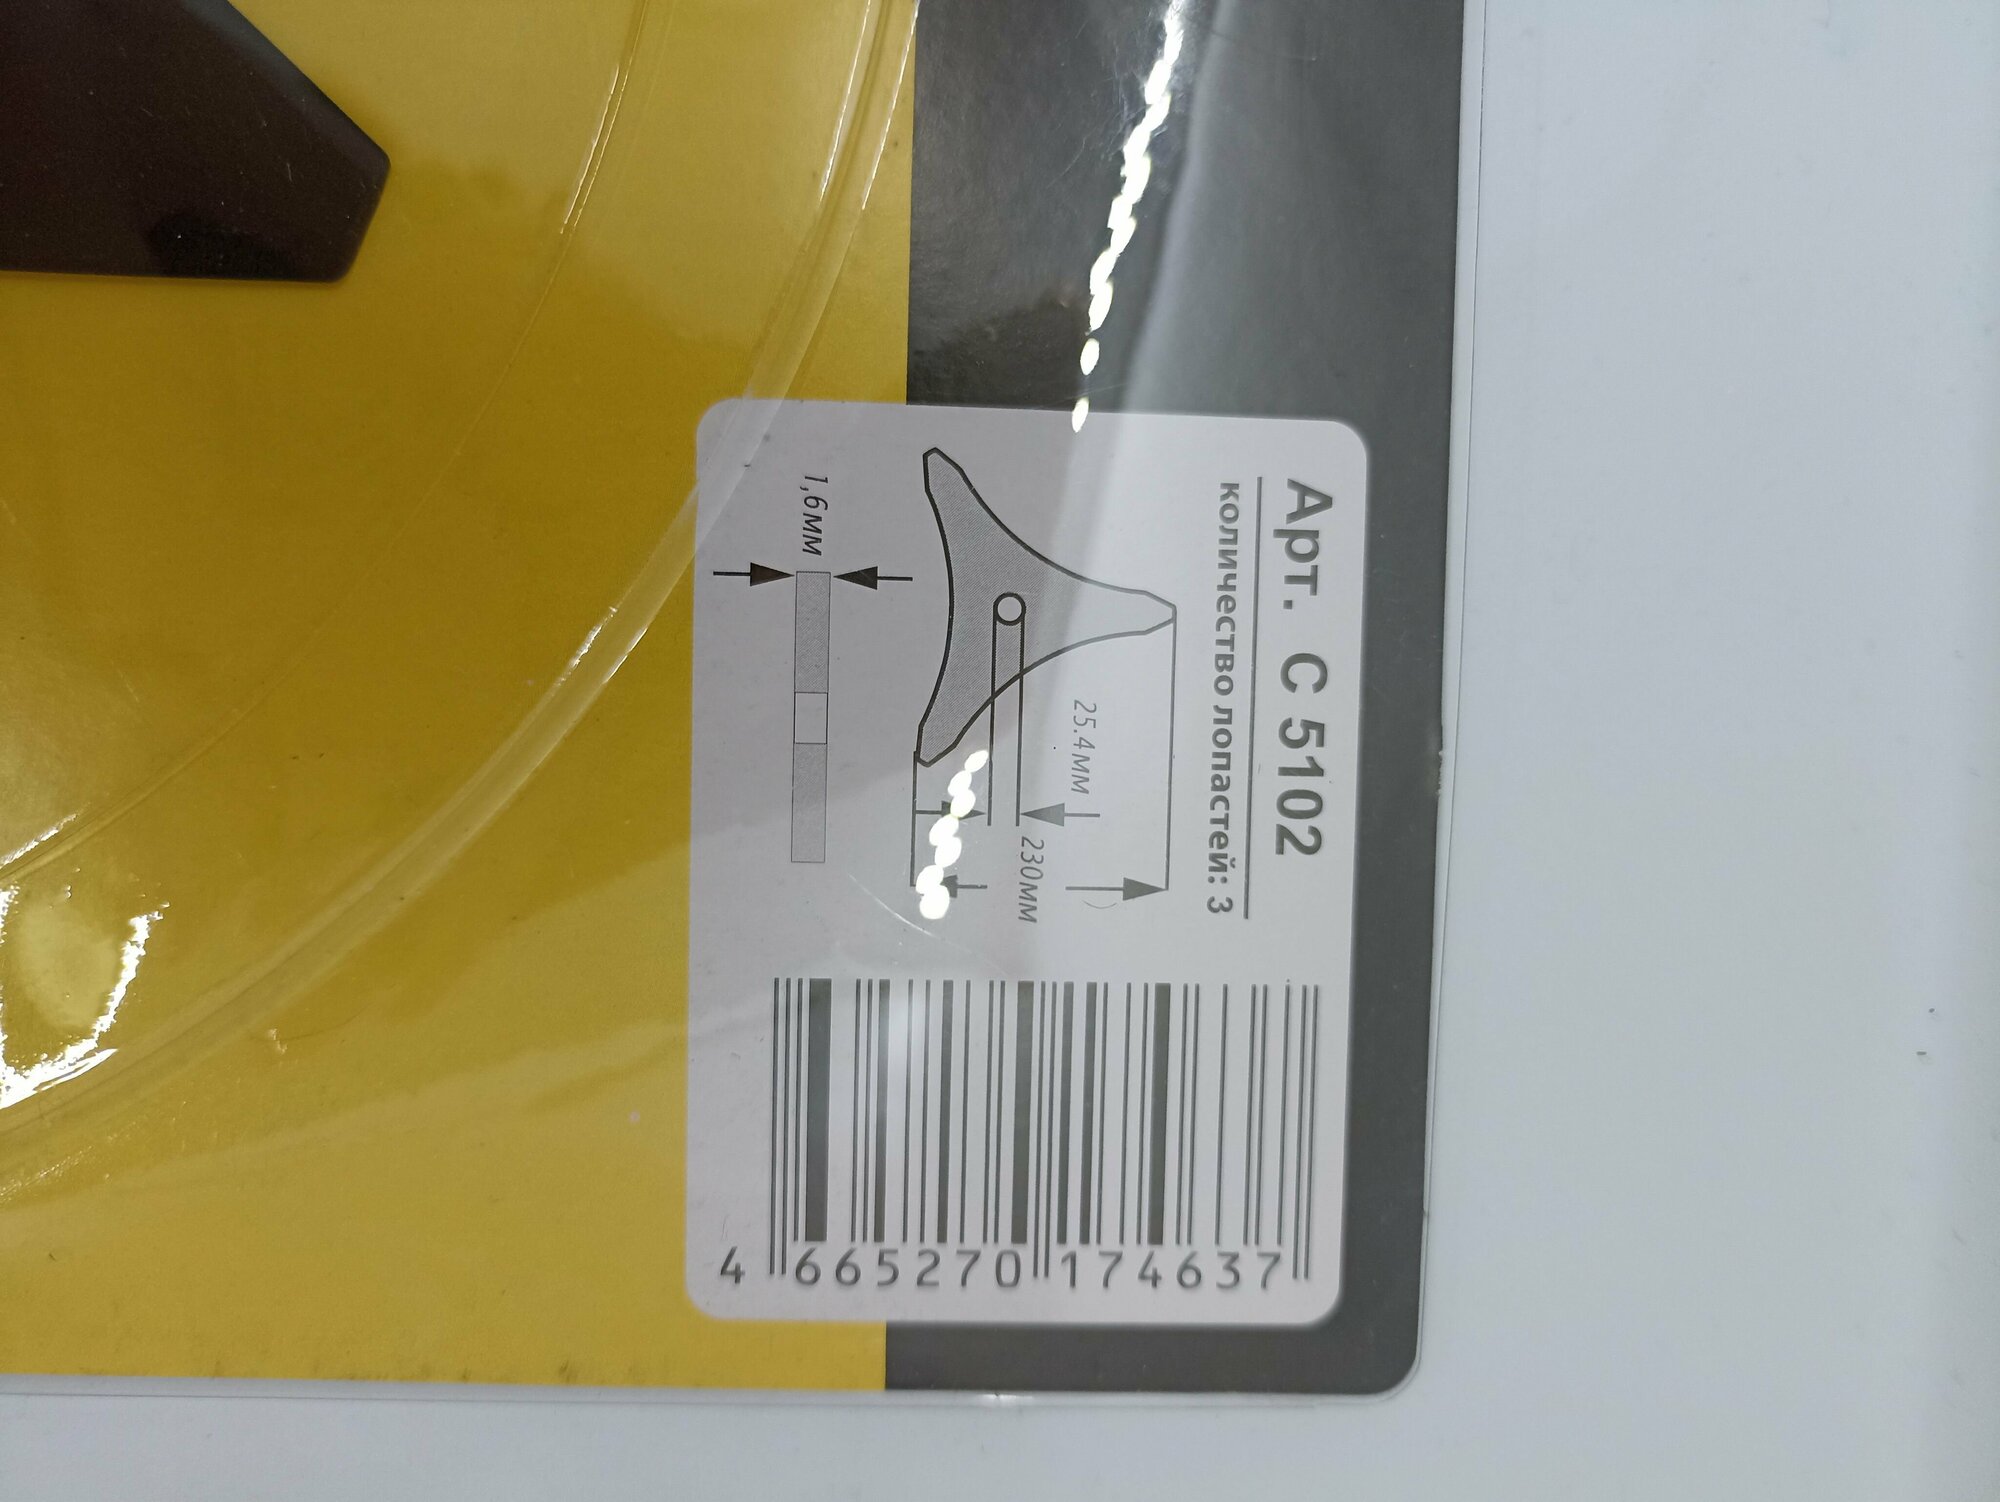 Арт. С 5102
количество лопастей: 3
25.4мм
230мм
1,6мм
4 665270 174637